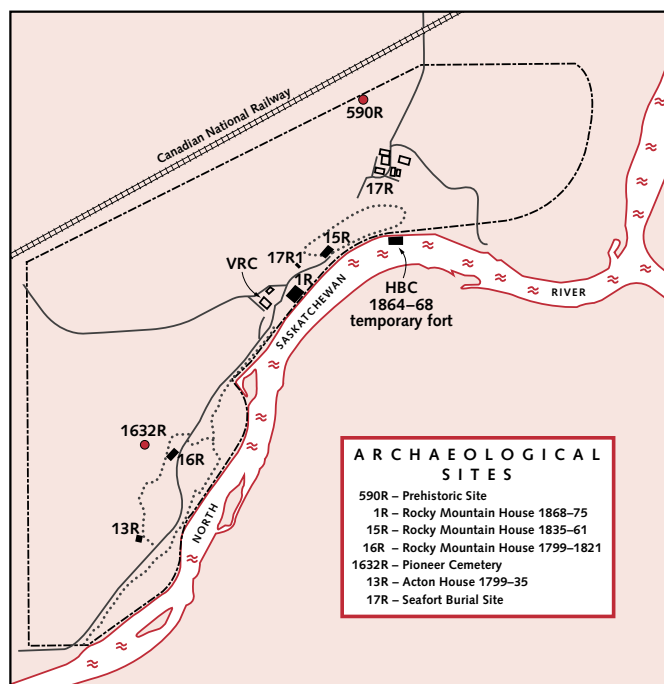 Canadian National Railway
590R
17R
15R
17R1
VRC
1R
HBC
1864–68
temporary fort
SASKATCHEWAN
RIVER
1632R
16R
13R
NORTH
ARCHAEOLOGICAL
SITES
590R – Prehistoric Site
1R – Rocky Mountain House 1868–75
15R – Rocky Mountain House 1835–61
16R – Rocky Mountain House 1799–1821
1632R – Pioneer Cemetery
13R – Acton House 1799–35
17R – Seafort Burial Site